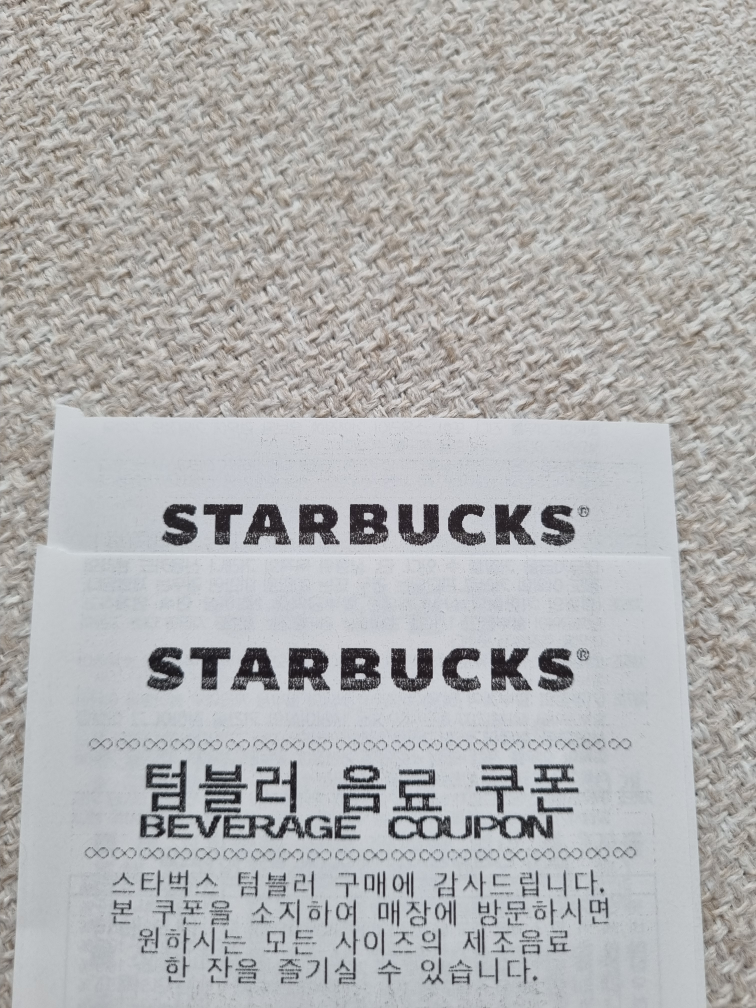 STARBUCKS®
STARBUCKS®
텀블러 음료 쿠폰
BEVERAGE COUPON
스타벅스 텀블러 구매에 감사드립니다.
본 쿠폰을 소지하여 매장에 방문하시면
원하시는 모든 사이즈의 제조음료
한 잔을 즐기실 수 있습니다.